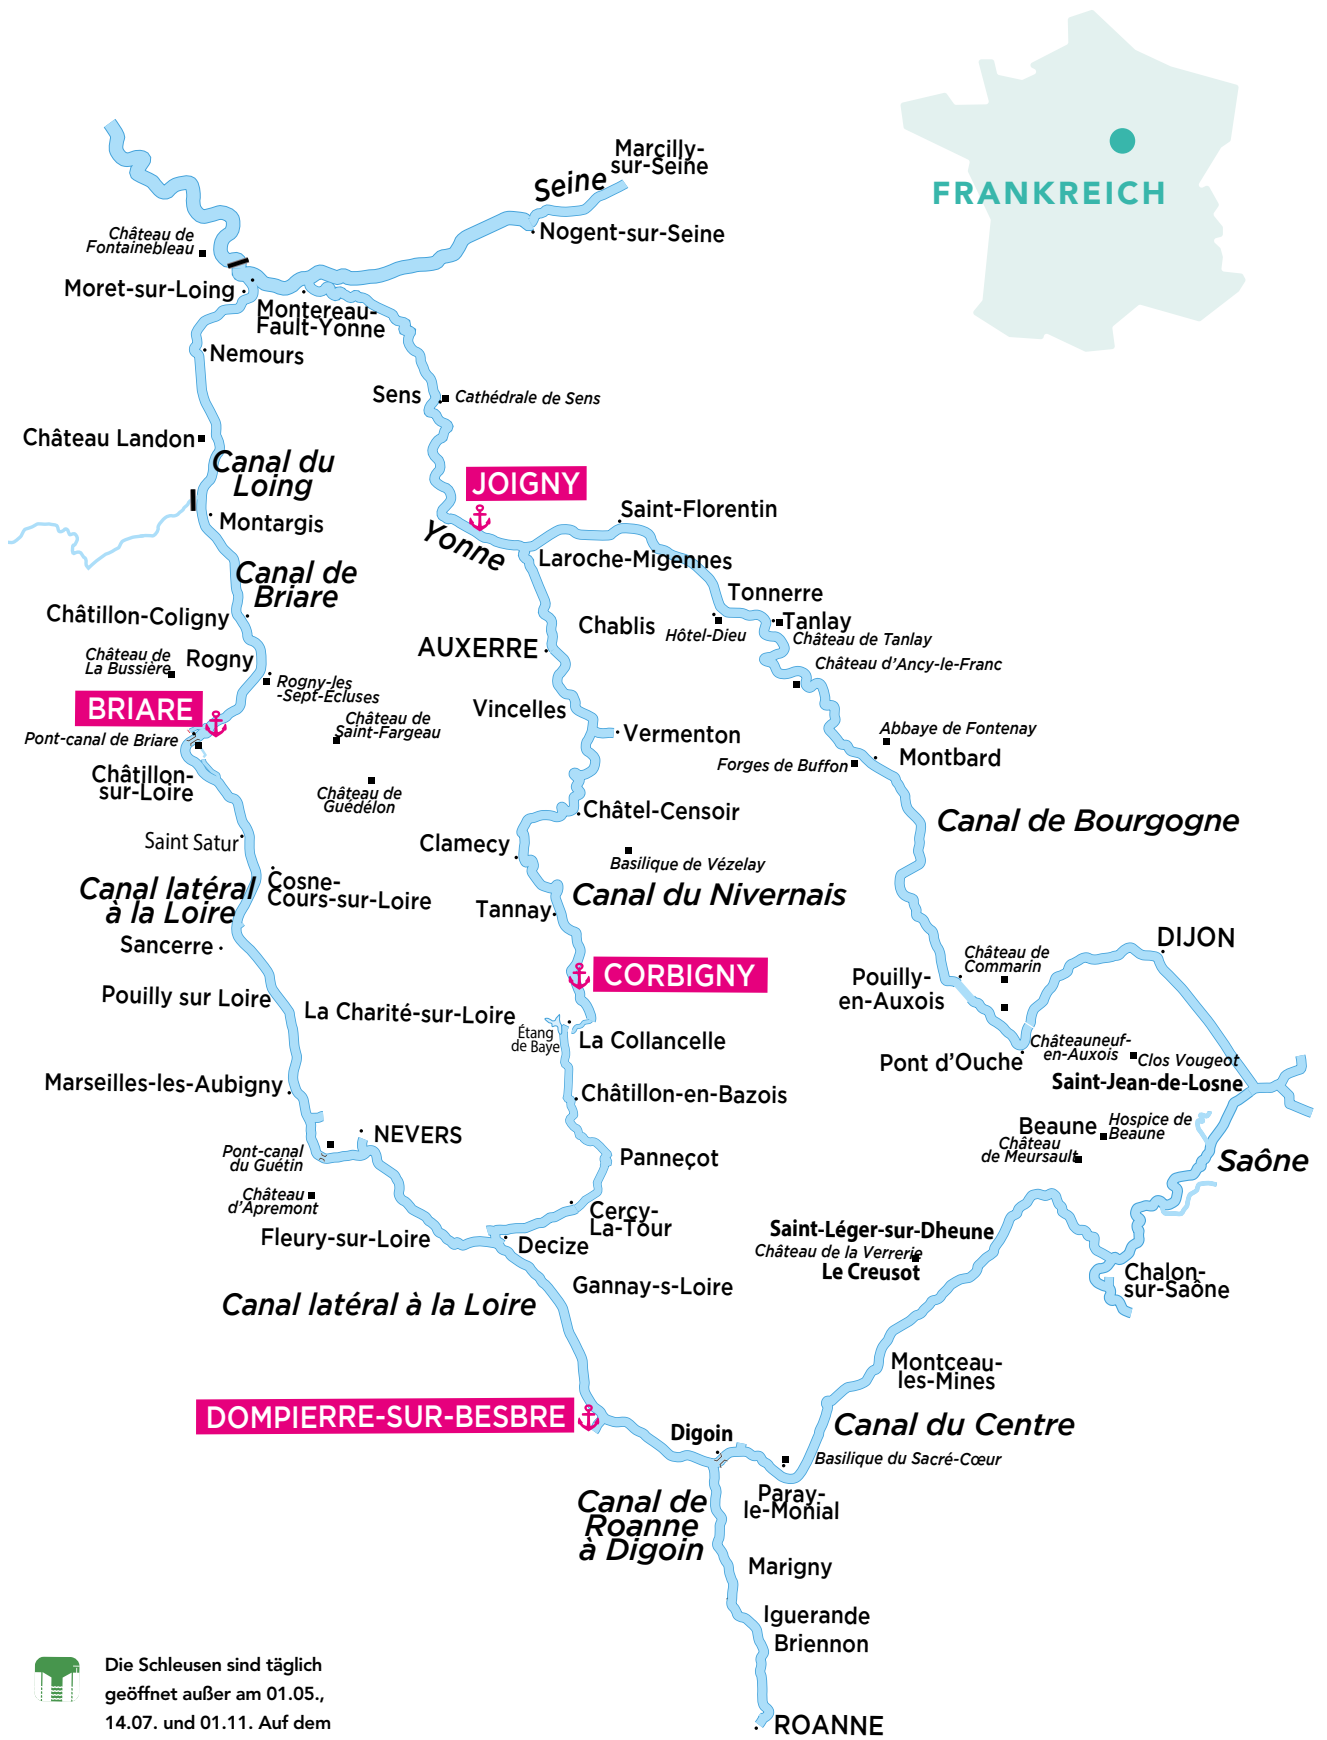 Marcilly-
sur-Seine
Seine
FRANKREICH
Nogent-sur-Seine
Château de
Fontainebleau
Moret-sur-Loing
Montereau-
Fault-Yonne
Nemours
Sens
Cathédrale de Sens
Château Landon
Canal du
Loing
JOIGNY
Montargis
Saint-Florentin
Yonne
Laroche-Migennes
Canal de
Briare
Tonnerre
Châtillon-Coligny
Chablis
Hôtel-Dieu
Tanlay
Château de Tanlay
AUXERRE
Château de
La Bussière
Rogny
Château d'Ancy-le-Franc
Rogny-les
-Sept-Écluses
BRIARE
Vincelles
Château de
Saint-Fargeau
Pont-canal de Briare
Vermenton
Abbaye de Fontenay
Forges de Buffon
Montbard
Châtillon-
sur-Loire
Château de
Guédélon
Châtel-Censoir
Canal de Bourgogne
Saint Satur
Clamecy
Basilique de Vézelay
Canal latéral
à la Loire
Cosne-
Cours-sur-Loire
Canal du Nivernais
Tannay
Sancerre
DIJON
Château de
Commarin
CORBIGNY
Pouilly-
en-Auxois
Pouilly sur Loire
La Charité-sur-Loire
Étang
de Baye
La Collancelle
Châteauneuf-
en-Auxois
Pont d'Ouche
Clos Vougeot
Marseilles-les-Aubigny
Saint-Jean-de-Losne
Châtillon-en-Bazois
NEVERS
Beaune
Hospice de
Beaune
Pont-canal
du Guétin
Château
de Meursault
Panneçot
Saône
Château
d'Apremont
Cercy-
La-Tour
Saint-Léger-sur-Dheune
Fleury-sur-Loire
Decize
Château de la Verrerie
Le Creusot
Chalon-
sur-Saône
Gannay-s-Loire
Canal latéral à la Loire
Montceau-
les-Mines
DOMPIERRE-SUR-BESBRE
Digoin
Canal du Centre
Basilique du Sacré-Cœur
Canal de
Roanne
à Digoin
Paray-
le-Monial
Marigny
Iguerande
Briennon
ROANNE
Die Schleusen sind täglich
geöffnet außer am 01.05.,
14.07. und 01.11. Auf dem